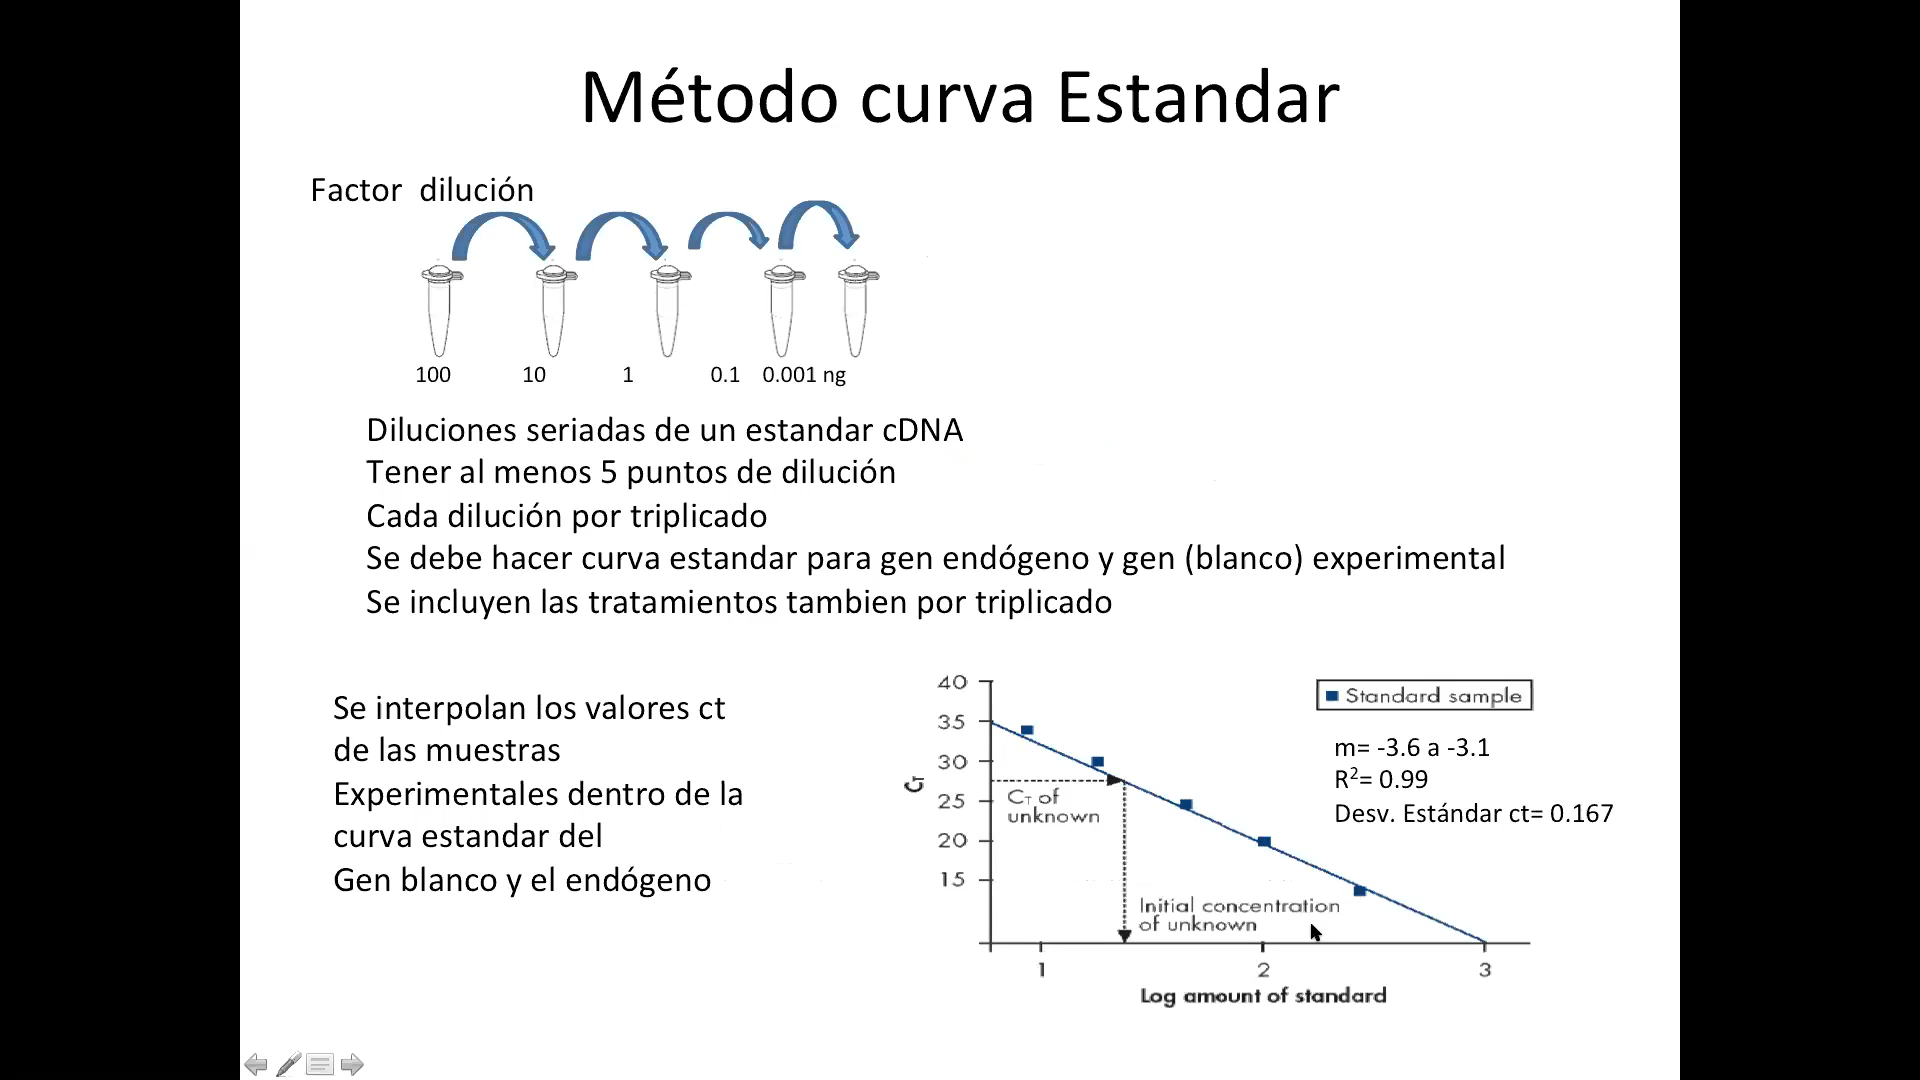 Método curva Estandar
Factor dilución
100 10 1 0.1 0.001 ng
Diluciones seriadas de un estandar cDNA
Tener al menos 5 puntos de dilución
Cada dilución por triplicado
Se debe hacer curva estandar para gen endógeno y gen (blanco) experimental
Se incluyen las tratamientos tambien por triplicado
Se interpolan los valores ct
de las muestras
Experimentales dentro de la
curva estandar del
Gen blanco y el endógeno
40
35
30
25
20
15
CT
CT of
unknown
Initial concentration
of unknown
1 2 3
Log amount of standard
Standard sample
m= -3.6 a -3.1
R2= 0.99
Desv. Estándar ct= 0.167